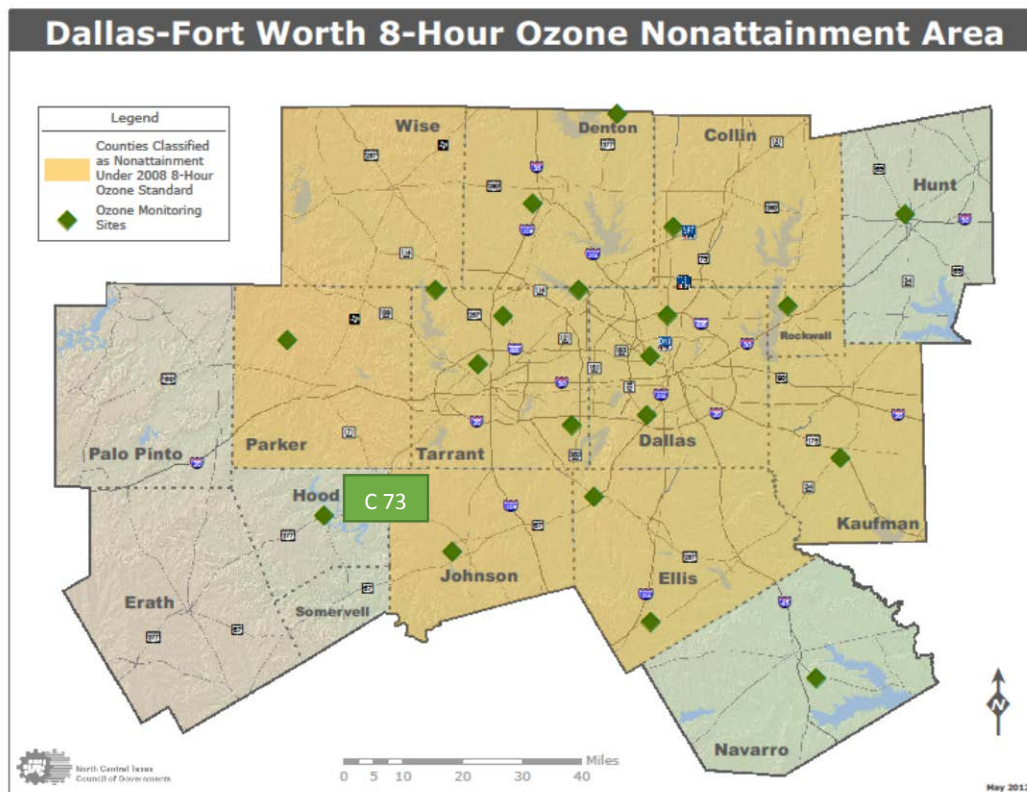 Dallas-Fort Worth 8-Hour Ozone Nonattainment Area
Legend
Counties Classified
as Nonattainment
Under 2008 8-Hour
Ozone Standard
Ozone Monitoring
Sites
Wise
Denton
Collin
Hunt
Rockwall
Palo Pinto
Parker
Tarrant
Dallas
Kaufman
Hood
C 73
Johnson
Ellis
Erath
Somervell
Navarro
North Central Texas
Council of Governments
0 5 10 20 30 40 Miles
N